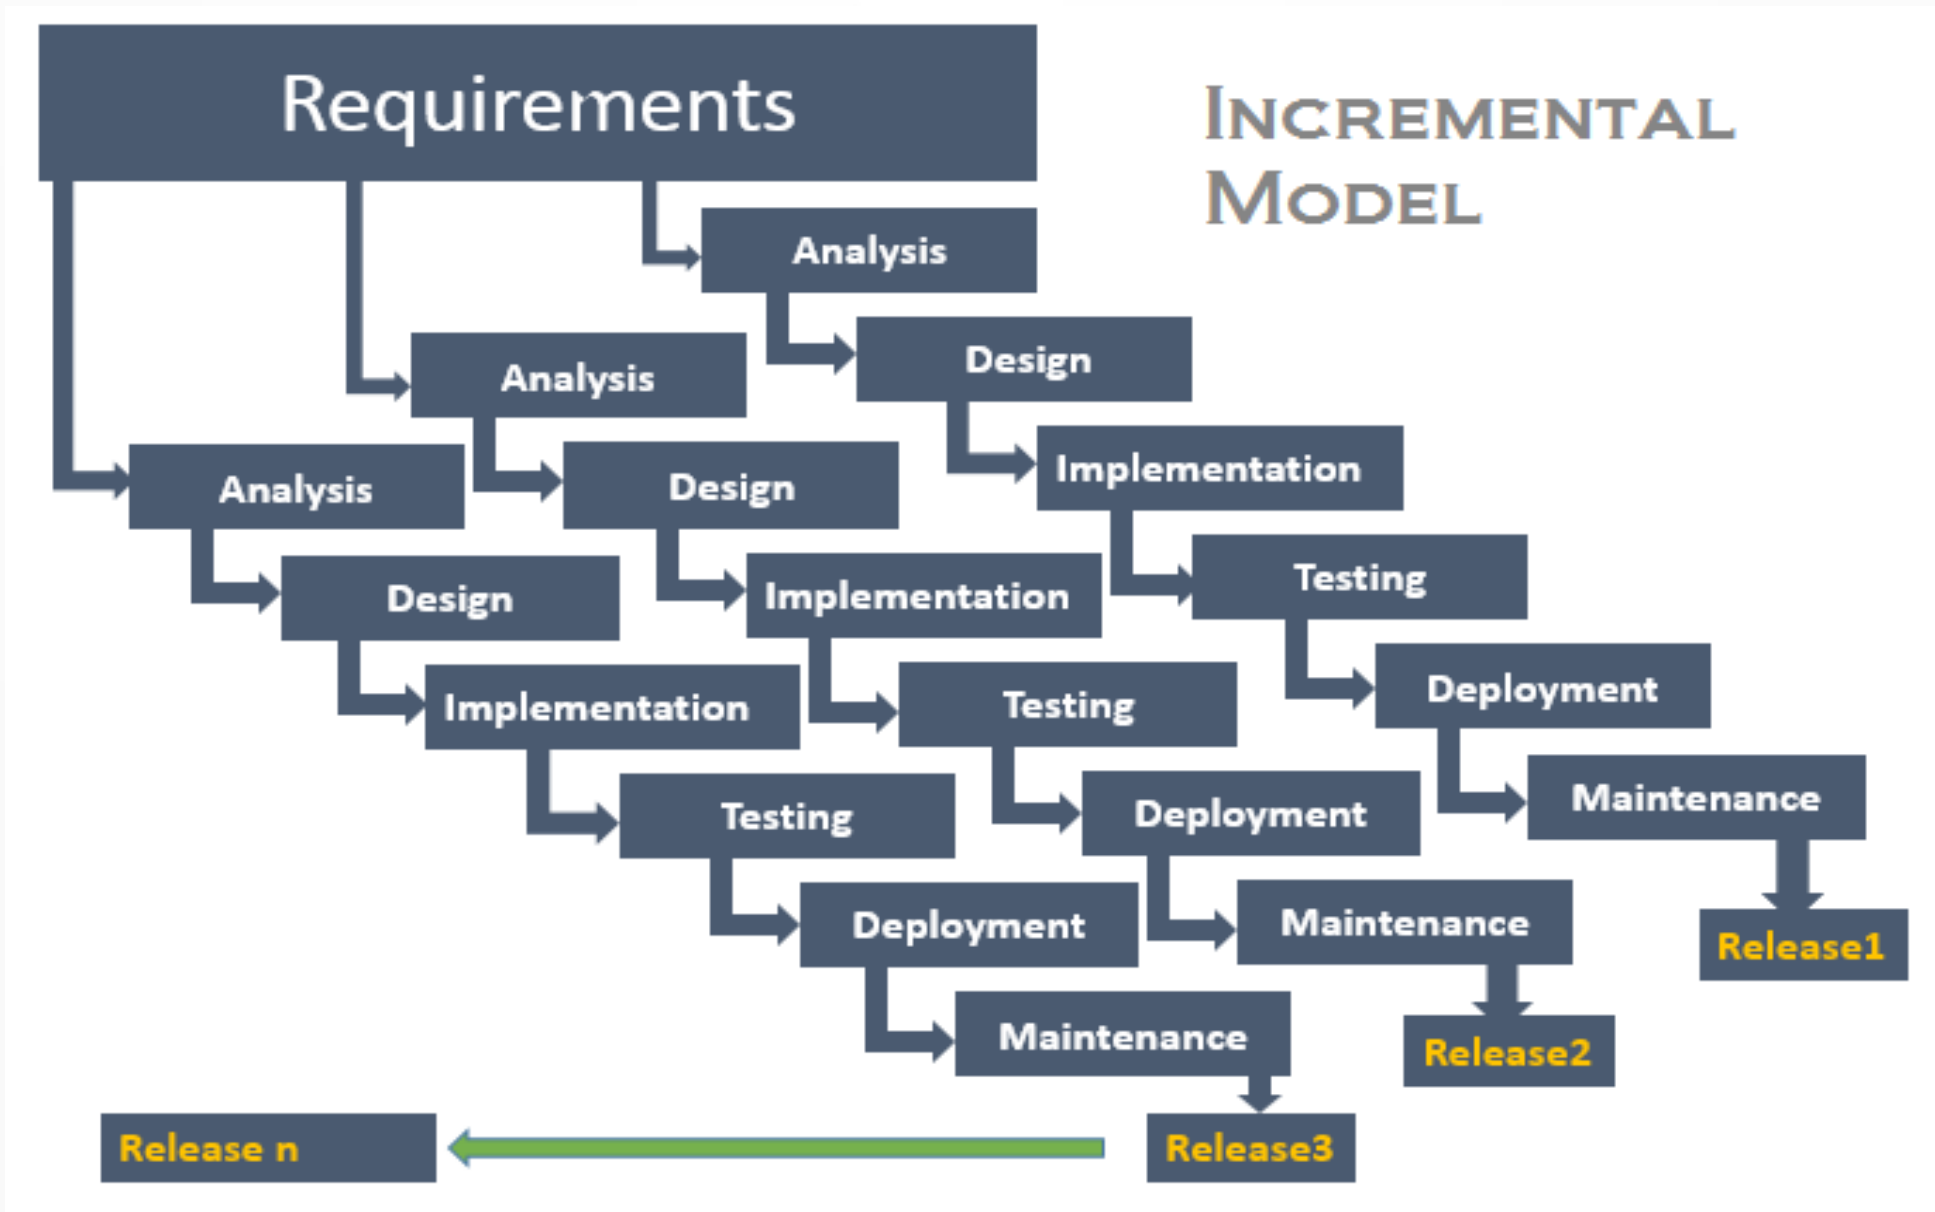 Requirements
INCREMENTAL
MODEL
Analysis
Design
Analysis
Implementation
Design
Analysis
Testing
Implementation
Design
Deployment
Testing
Implementation
Maintenance
Deployment
Testing
Maintenance
Deployment
Release1
Maintenance
Release2
Release n
Release3